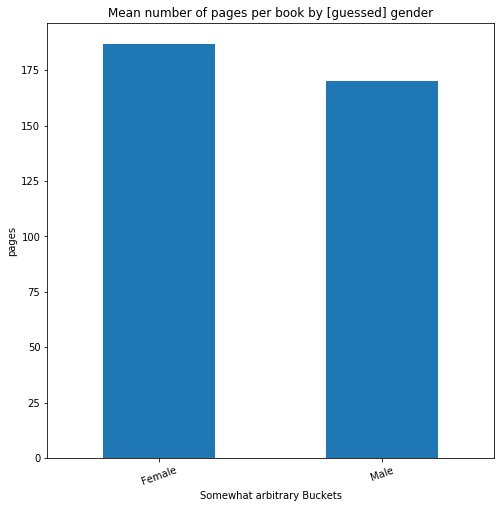 Mean number of pages per book by [guessed] gender
pages
175
150
125
100
75
50
25
0
Female
Male
Somewhat arbitrary Buckets